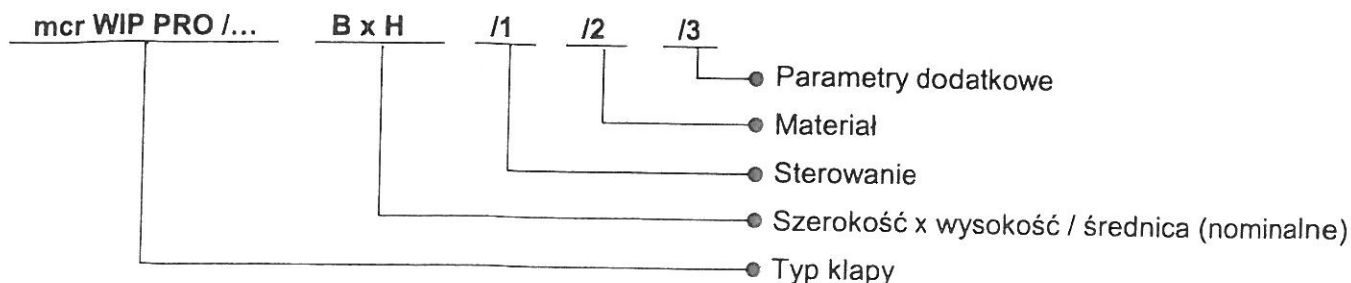 mcr WIP PRO /... B x H /1 /2 /3
Parametry dodatkowe
Materiał
Sterowanie
Szerokość x wysokość / średnica (nominalne)
Typ klapy